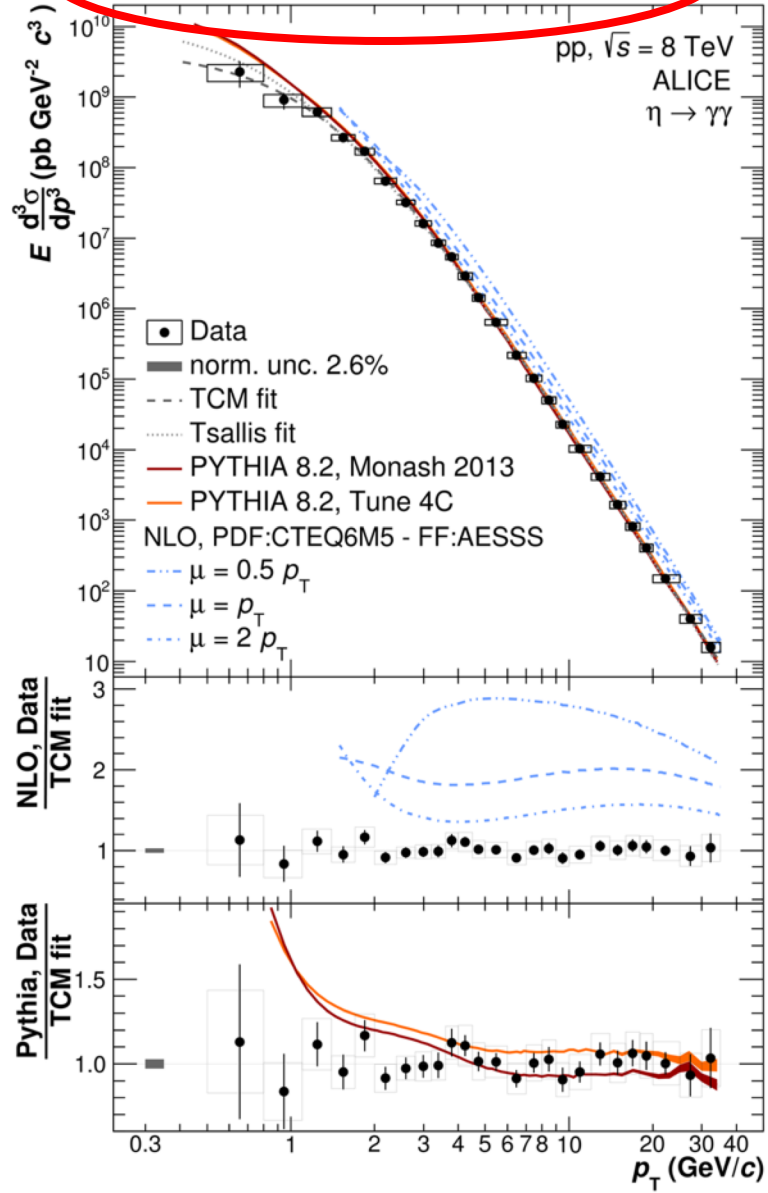 E d³σ/dp³ (pb GeV⁻² c³)
10¹⁰
10⁹
10⁸
10⁷
10⁶
10⁵
10⁴
10³
10²
10
pp, √s = 8 TeV
ALICE
η → γγ
Data
norm. unc. 2.6%
TCM fit
Tsallis fit
PYTHIA 8.2, Monash 2013
PYTHIA 8.2, Tune 4C
NLO, PDF:CTEQ6M5 - FF:AESSS
μ = 0.5 p_T
μ = p_T
μ = 2 p_T
NLO, Data
TCM fit
3
2
1
Pythia, Data
TCM fit
1.5
1.0
0.3 1 2 3 4 5 6 7 8 10 20 30 40
p_T (GeV/c)